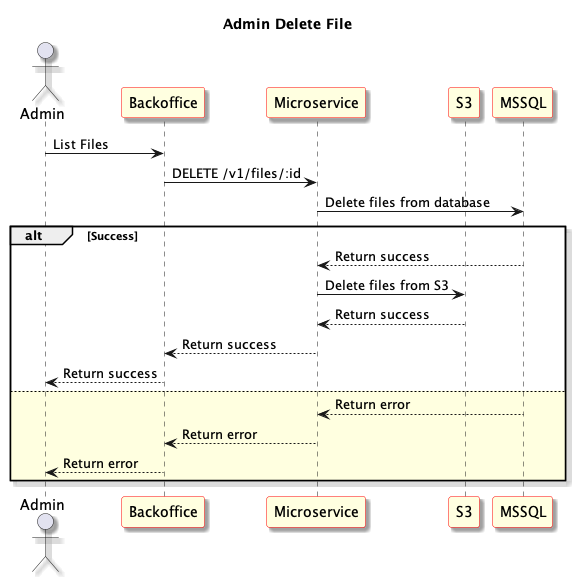 Admin Delete File
Admin
Backoffice
Microservice
S3
MSSQL
List Files
DELETE /v1/files/:id
Delete files from database
alt
[Success]
Return success
Delete files from S3
Return success
Return success
Return success
Return error
Return error
Return error
Admin
Backoffice
Microservice
S3
MSSQL